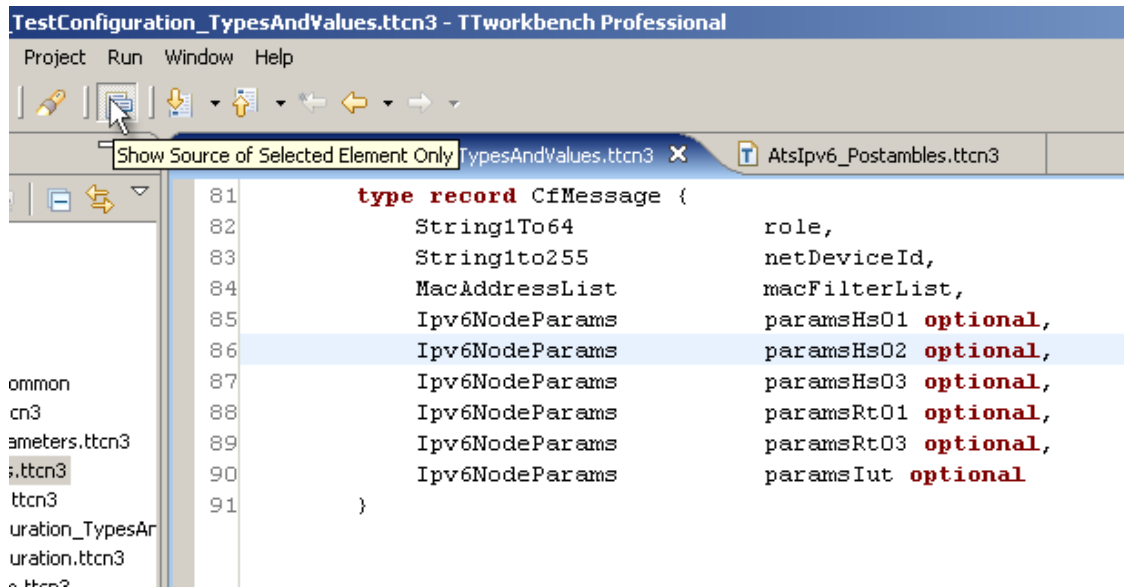 _TestConfiguration_TypesAndValues.ttcn3 - TTworkbench Professional
Project Run Window Help
Show Source of Selected Element Only
TypesAndValues.ttcn3
AtsIpv6_Postambles.ttcn3
81 type record CfMessage {
82 String1To64 role,
83 String1to255 netDeviceId,
84 MacAddressList macFilterList,
85 Ipv6NodeParams paramsHs01 optional,
86 Ipv6NodeParams paramsHs02 optional,
87 Ipv6NodeParams paramsHs03 optional,
88 Ipv6NodeParams paramsRt01 optional,
89 Ipv6NodeParams paramsRt03 optional,
90 Ipv6NodeParams paramsIut optional
91 }
ommon
cn3
ameters.ttcn3
s.ttcn3
ttcn3
uration_TypesAn
uration.ttcn3